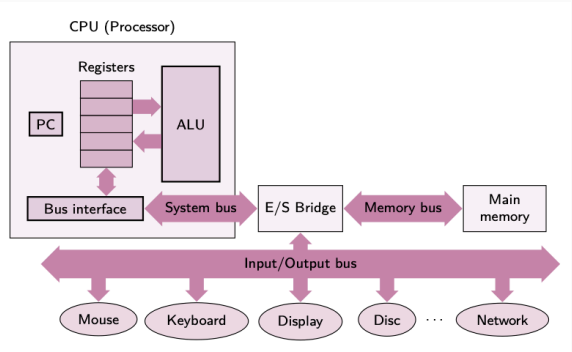 CPU (Processor)
Registers
PC
ALU
Bus interface
System bus
E/S Bridge
Memory bus
Main
memory
Input/Output bus
Mouse
Keyboard
Display
Disc
· · ·
Network